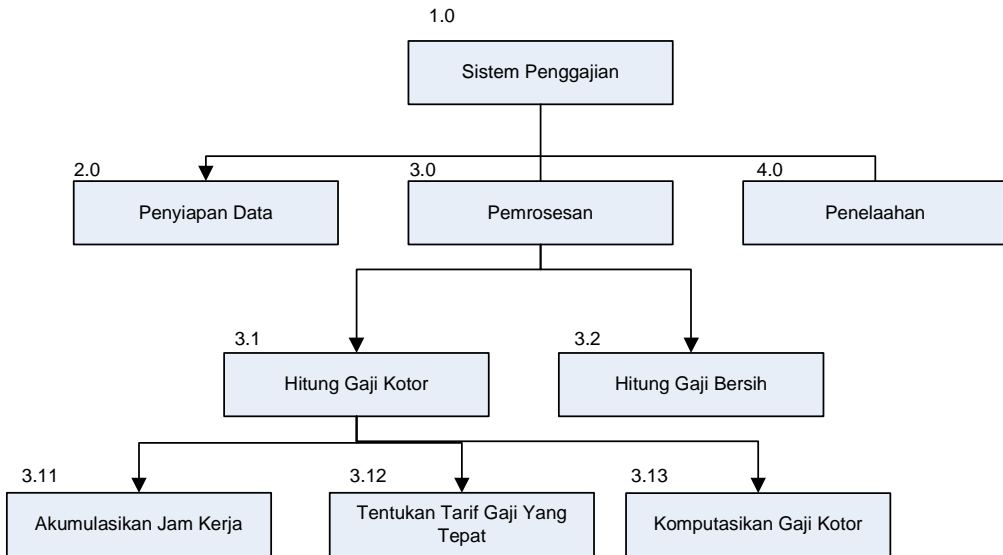 1.0
Sistem Penggajian
2.0
3.0
4.0
Penyiapan Data
Pemrosesan
Penelaahan
3.1
3.2
Hitung Gaji Kotor
Hitung Gaji Bersih
3.11
3.12
3.13
Akumulasikan Jam Kerja
Tentukan Tarif Gaji Yang
Tepat
Komputasikan Gaji Kotor